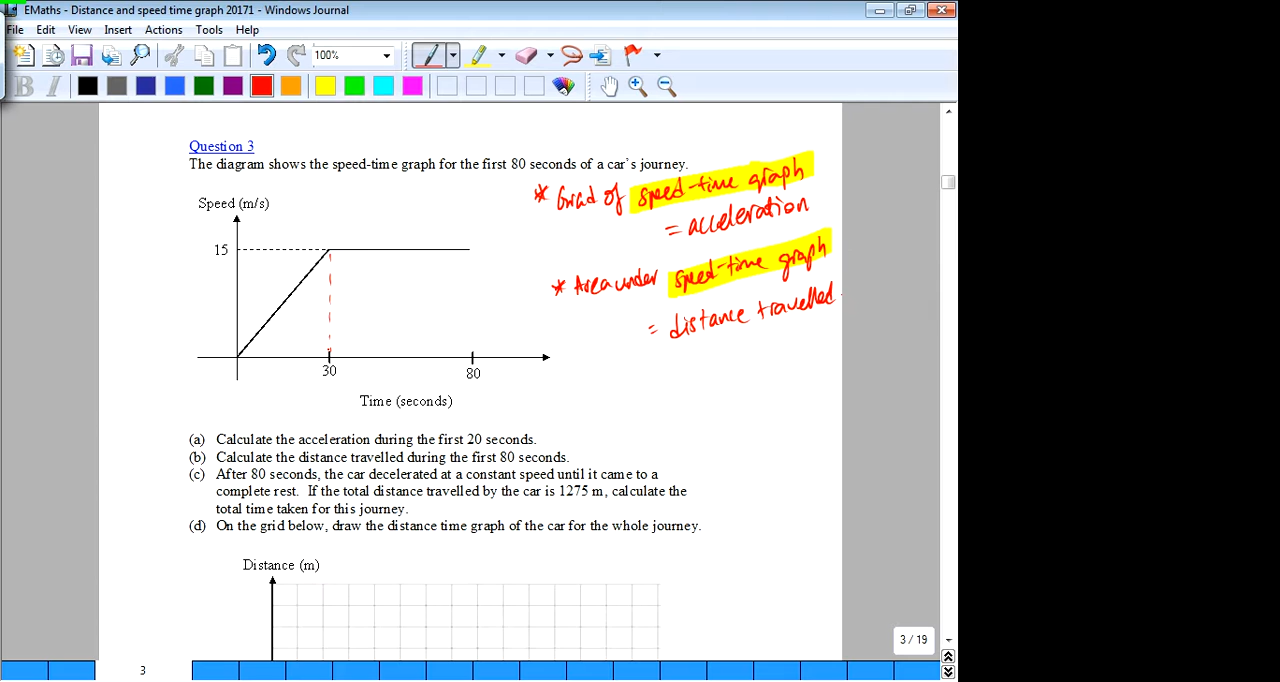 EMaths - Distance and speed time graph 20171 - Windows Journal
File Edit View Insert Actions Tools Help
100%
B I
Question 3
The diagram shows the speed-time graph for the first 80 seconds of a car's journey.
Speed (m/s)
15
30
80
Time (seconds)
* Grad of speed-time graph
= acceleration
* Area under speed-time graph
= distance travelled
(a) Calculate the acceleration during the first 20 seconds.
(b) Calculate the distance travelled during the first 80 seconds.
(c) After 80 seconds, the car decelerated at a constant speed until it came to a
complete rest. If the total distance travelled by the car is 1275 m, calculate the
total time taken for this journey.
(d) On the grid below, draw the distance time graph of the car for the whole journey.
Distance (m)
3 / 19
3